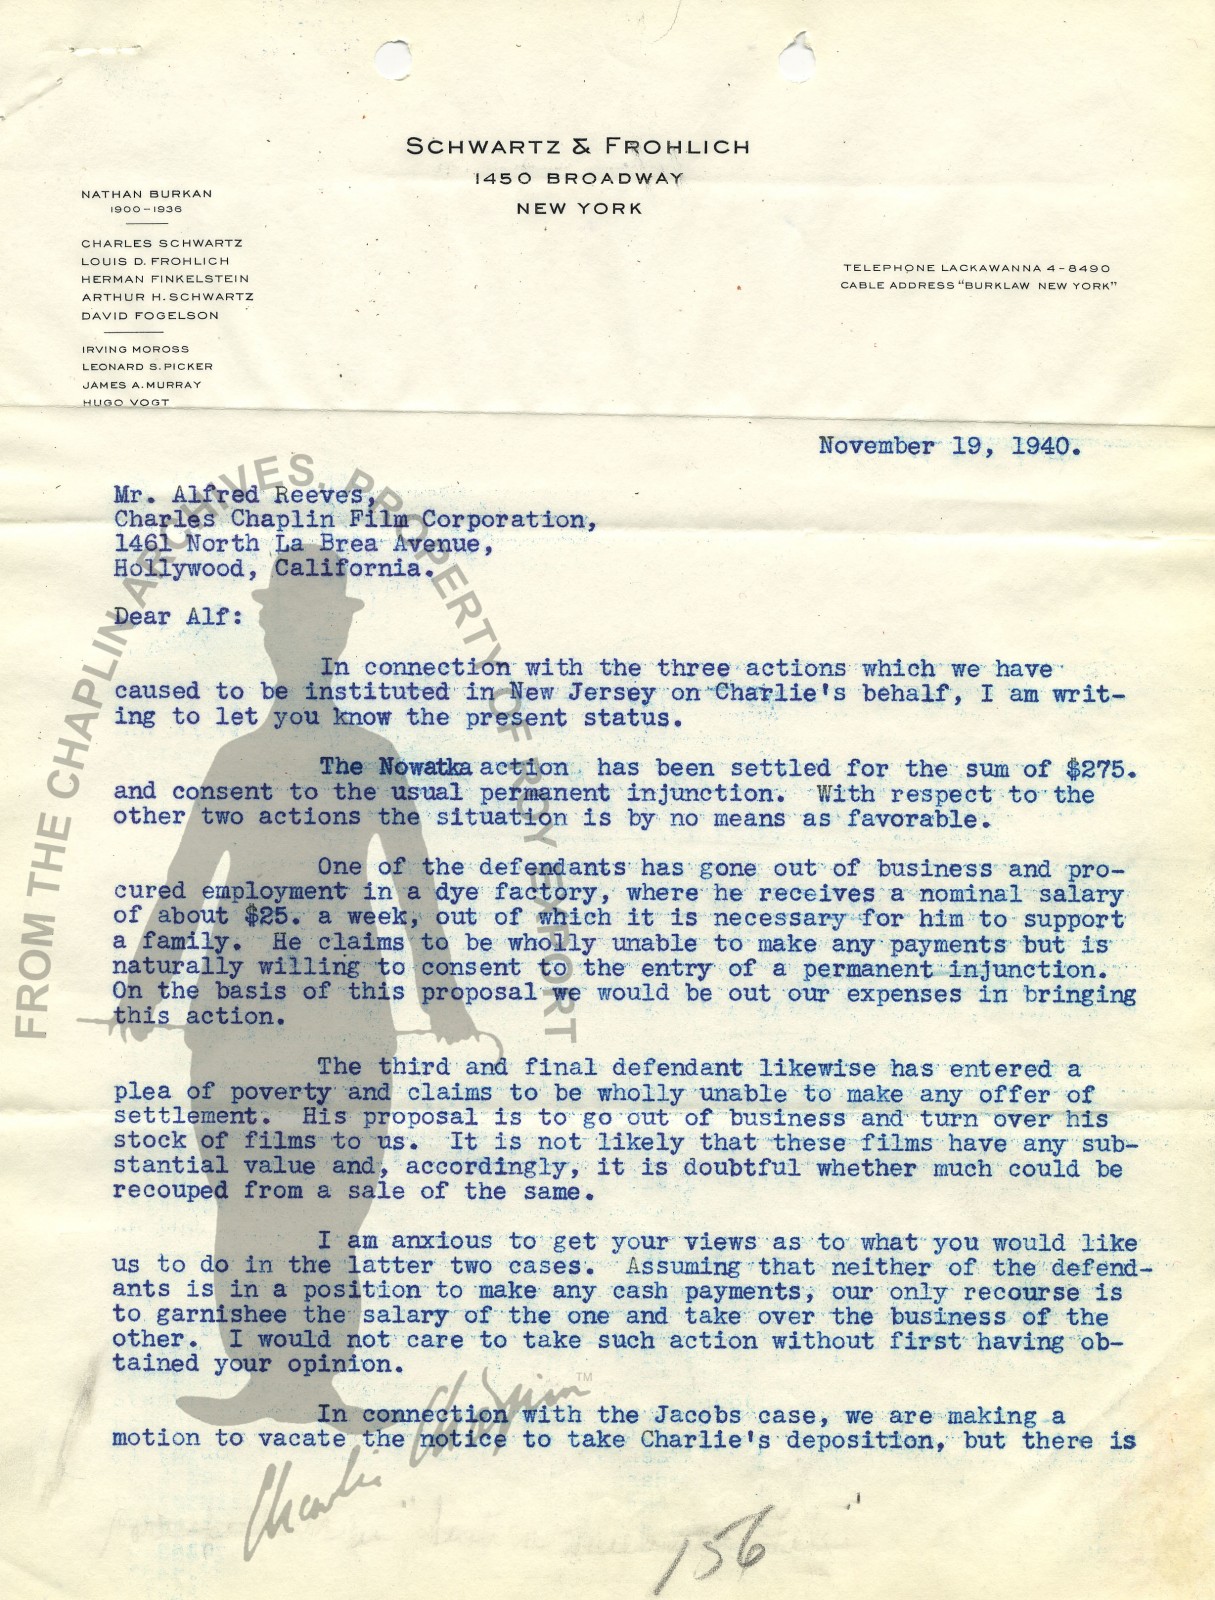 SCHWARTZ & FROHLICH
1450 BROADWAY
NEW YORK
NATHAN BURKAN
1900-1936
CHARLES SCHWARTZ
LOUIS D. FROHLICH
HERMAN FINKELSTEIN
ARTHUR H. SCHWARTZ
DAVID FOGELSON
IRVING MOROSS
LEONARD S. PICKER
JAMES A. MURRAY
HUGO VOGT
TELEPHONE LACKAWANNA 4-8490
CABLE ADDRESS "BURKLAW NEW YORK"
November 19, 1940.
Mr. Alfred Reeves,
Charles Chaplin Film Corporation,
1461 North La Brea Avenue,
Hollywood, California.
Dear Alf:
In connection with the three actions which we have
caused to be instituted in New Jersey on Charlie's behalf, I am writ-
ing to let you know the present status.
The Nowatka action has been settled for the sum of $275.
and consent to the usual permanent injunction. With respect to the
other two actions the situation is by no means as favorable.
One of the defendants has gone out of business and pro-
cured employment in a dye factory, where he receives a nominal salary
of about $25. a week, out of which it is necessary for him to support
a family. He claims to be wholly unable to make any payments but is
naturally willing to consent to the entry of a permanent injunction.
On the basis of this proposal we would be out our expenses in bringing
this action.
The third and final defendant likewise has entered a
plea of poverty and claims to be wholly unable to make any offer of
settlement. His proposal is to go out of business and turn over his
stock of films to us. It is not likely that these films have any sub-
stantial value and, accordingly, it is doubtful whether much could be
recouped from a sale of the same.
I am anxious to get your views as to what you would like
us to do in the latter two cases. Assuming that neither of the defend-
ants is in a position to make any cash payments, our only recourse is
to garnishee the salary of the one and take over the business of the
other. I would not care to take such action without first having ob-
tained your opinion.
In connection with the Jacobs case, we are making a
motion to vacate the notice to take Charlie's deposition, but there is
156
FROM THE CHAPLIN ARCHIVES. PROPERTY OF ROY EXPORT
Charlie Chaplin™